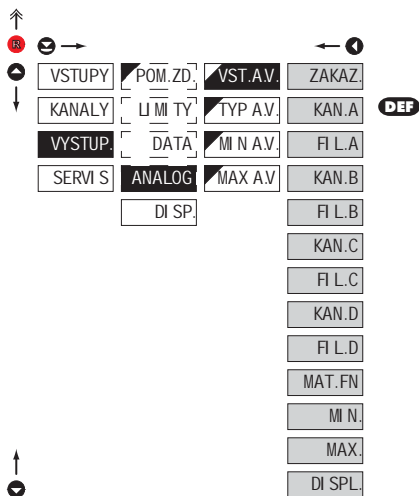 R
VSTUPY POM.ZD. VST.A.V. ZAKAZ.
KANALY LIMITY TYP A.V. KAN.A DEF
VYSTUP. DATA MIN A.V. FIL.A
SERVIS ANALOG MAX A.V KAN.B
DISP. FIL.B
KAN.C
FIL.C
KAN.D
FIL.D
MAT.FN
MIN.
MAX.
DISPL.